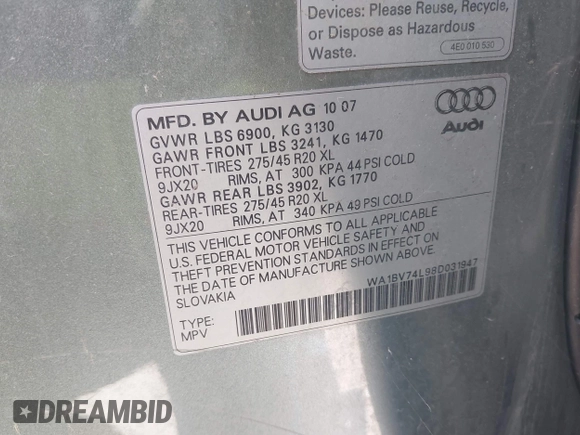 Devices: Please Reuse, Recycle,
or Dispose as Hazardous
Waste.
4E0 010 530
MFD. BY AUDI AG 10 07
GVWR LBS 6900, KG 3130
GAWR FRONT LBS 3241, KG 1470
FRONT-TIRES 275/45 R20 XL
9JX20 RIMS, AT 300 KPA 44 PSI COLD
GAWR REAR LBS 3902, KG 1770
REAR-TIRES 275/45 R20 XL
9JX20 RIMS, AT 340 KPA 49 PSI COLD
THIS VEHICLE CONFORMS TO ALL APPLICABLE
U.S. FEDERAL MOTOR VEHICLE SAFETY AND
THEFT PREVENTION STANDARDS IN EFFECT ON
THE DATE OF MANUFACTURE SHOWN ABOVE.
SLOVAKIA
WA1BV74L98D031947
TYPE:
MPV
Audi
DREAMBID